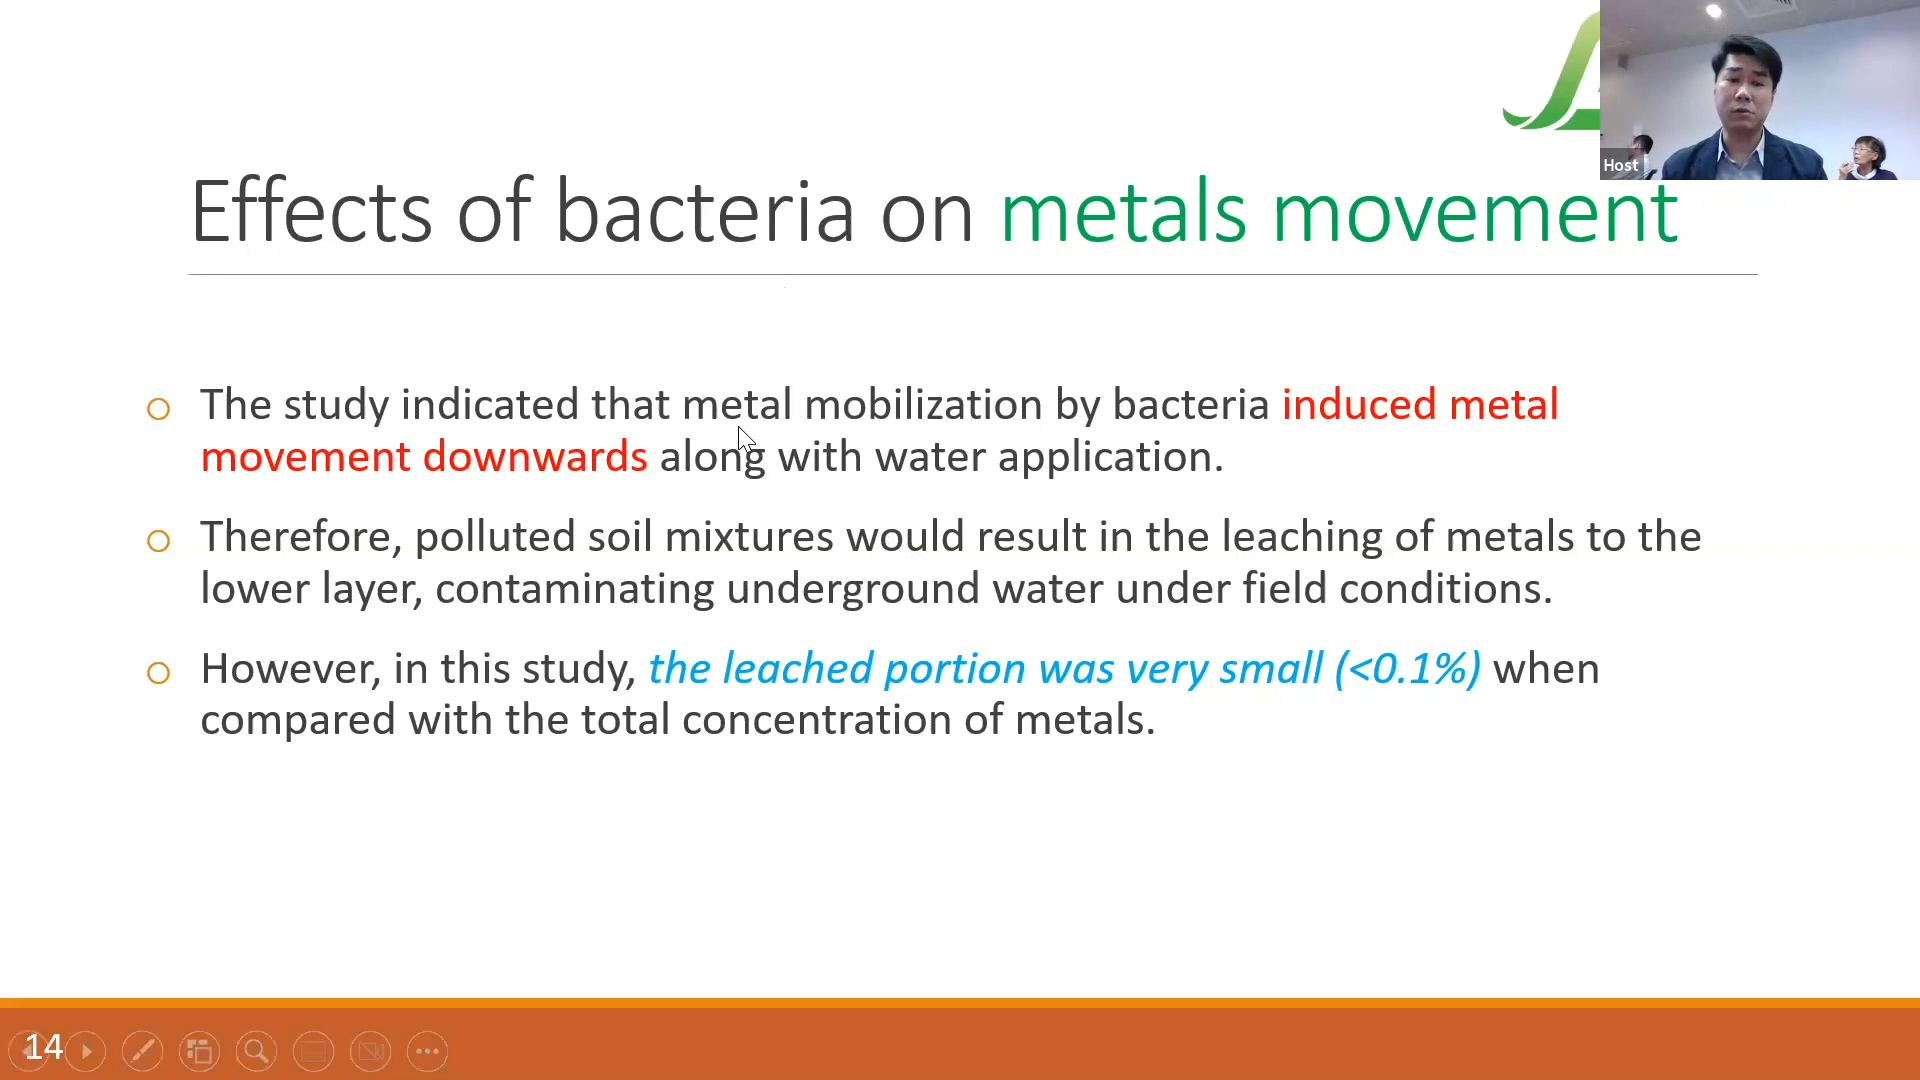 Host
Effects of bacteria on metals movement
The study indicated that metal mobilization by bacteria induced metal
movement downwards along with water application.
Therefore, polluted soil mixtures would result in the leaching of metals to the
lower layer, contaminating underground water under field conditions.
However, in this study, the leached portion was very small (<0.1%) when
compared with the total concentration of metals.
14